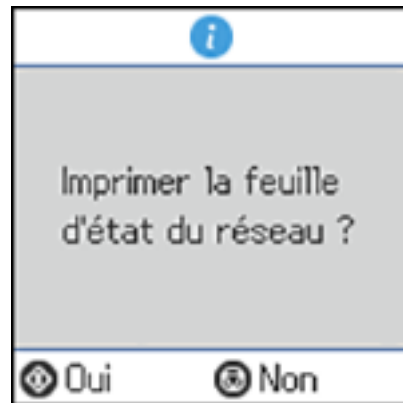 i
Imprimer la feuille
d'état du réseau ?
Oui Non